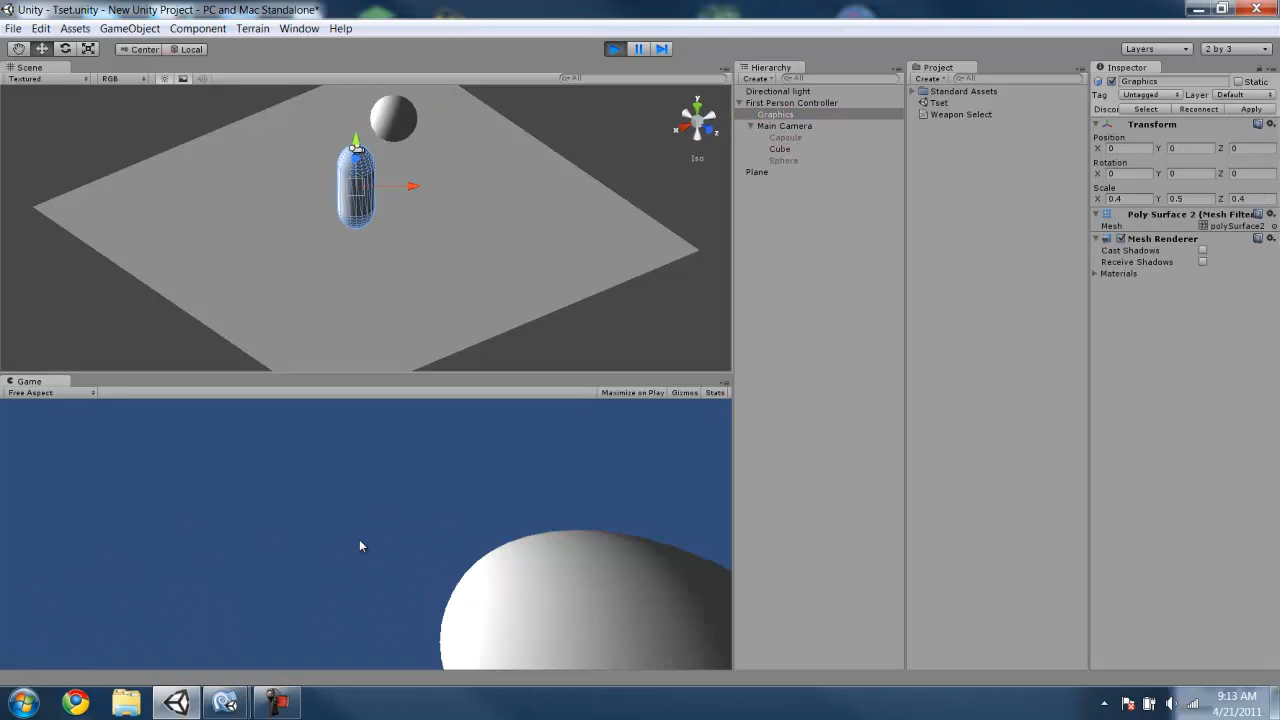 Unity - Tset.unity - New Unity Project - PC and Mac Standalone*
File Edit Assets GameObject Component Terrain Window Help
Center Local Layers 2 by 3
Scene
Textured RGB All
y
x
z
Iso
Game
Free Aspect Maximize on Play Gizmos Stats
Hierarchy
Create All
Directional light
First Person Controller
Graphics
Main Camera
Capsule
Cube
Sphere
Plane
Project
Create All
Standard Assets
Tset
Weapon Select
Inspector
Graphics Static
Tag Untagged Layer Default
Discon Select Reconnect Apply
Transform
Position
X 0 Y 0 Z 0
Rotation
X 0 Y 0 Z 0
Scale
X 0.4 Y 0.5 Z 0.4
Poly Surface 2 (Mesh Filter
Mesh polySurface2
Mesh Renderer
Cast Shadows
Receive Shadows
Materials
9:13 AM
4/21/2011